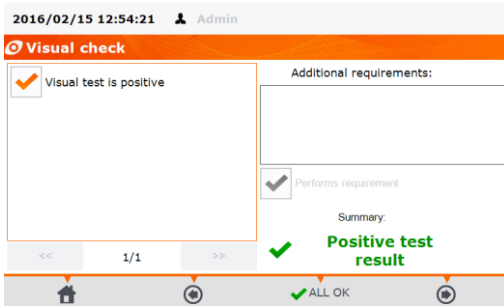 2016/02/15 12:54:21 Admin
Visual check
Visual test is positive
<< 1/1 >>
Additional requirements:
Performs requirement
Summary:
Positive test
result
ALL OK